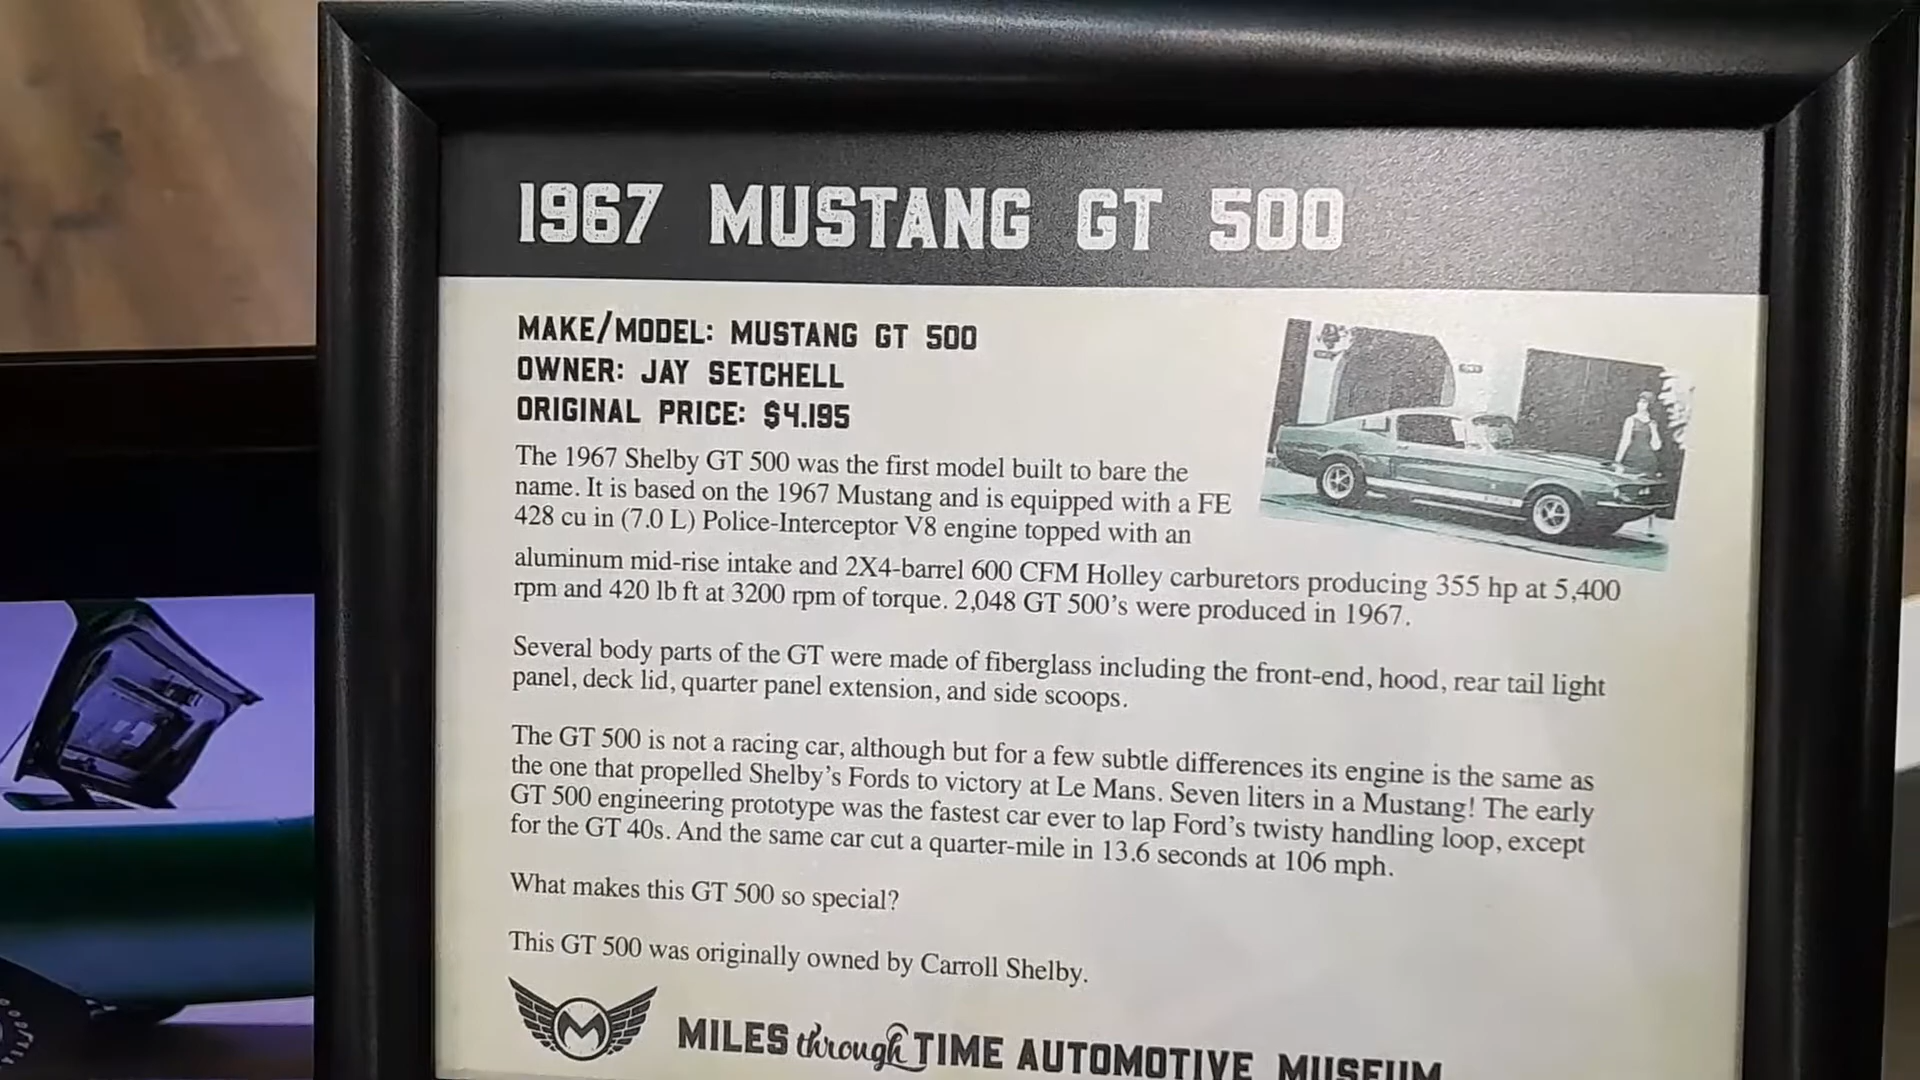 1967 MUSTANG GT 500
MAKE/MODEL: MUSTANG GT 500
OWNER: JAY SETCHELL
ORIGINAL PRICE: $4,195
The 1967 Shelby GT 500 was the first model built to bare the
name. It is based on the 1967 Mustang and is equipped with a FE
428 cu in (7.0 L) Police-Interceptor V8 engine topped with an
aluminum mid-rise intake and 2X4-barrel 600 CFM Holley carburetors producing 355 hp at 5,400
rpm and 420 lb ft at 3200 rpm of torque. 2,048 GT 500's were produced in 1967.
Several body parts of the GT were made of fiberglass including the front-end, hood, rear tail light
panel, deck lid, quarter panel extension, and side scoops.
The GT 500 is not a racing car, although but for a few subtle differences its engine is the same as
the one that propelled Shelby's Fords to victory at Le Mans. Seven liters in a Mustang! The early
GT 500 engineering prototype was the fastest car ever to lap Ford's twisty handling loop, except
for the GT 40s. And the same car cut a quarter-mile in 13.6 seconds at 106 mph.
What makes this GT 500 so special?
This GT 500 was originally owned by Carroll Shelby.
M
MILES through TIME AUTOMOTIVE MUSEUM